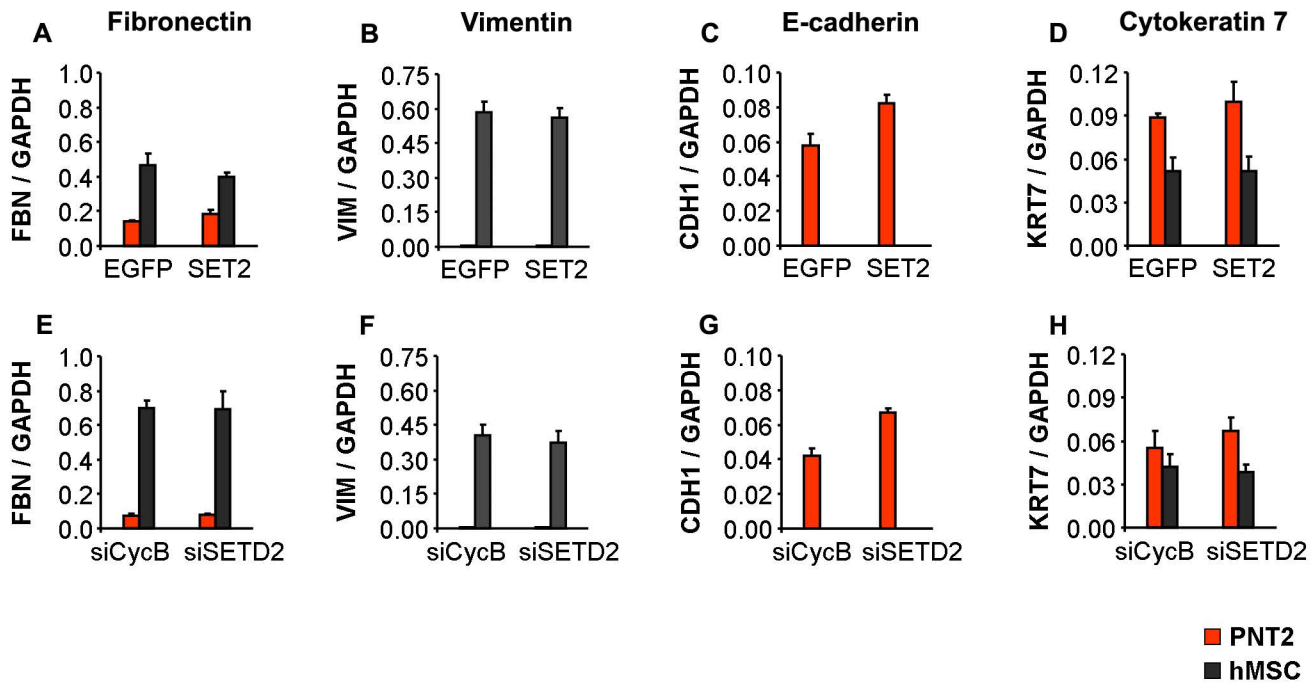 A Fibronectin
FBN / GAPDH
1.0
0.8
0.6
0.4
0.2
0.0
EGFP SET2
B Vimentin
VIM / GAPDH
0.75
0.60
0.45
0.30
0.15
0.00
EGFP SET2
C E-cadherin
CDH1 / GAPDH
0.10
0.08
0.06
0.04
0.02
0.00
EGFP SET2
D Cytokeratin 7
KRT7 / GAPDH
0.12
0.09
0.06
0.03
0.00
EGFP SET2
E
FBN / GAPDH
1.0
0.8
0.6
0.4
0.2
0.0
siCycB siSETD2
F
VIM / GAPDH
0.75
0.60
0.45
0.30
0.15
0.00
siCycB siSETD2
G
CDH1 / GAPDH
0.10
0.08
0.06
0.04
0.02
0.00
siCycB siSETD2
H
KRT7 / GAPDH
0.12
0.09
0.06
0.03
0.00
siCycB siSETD2
PNT2
hMSC